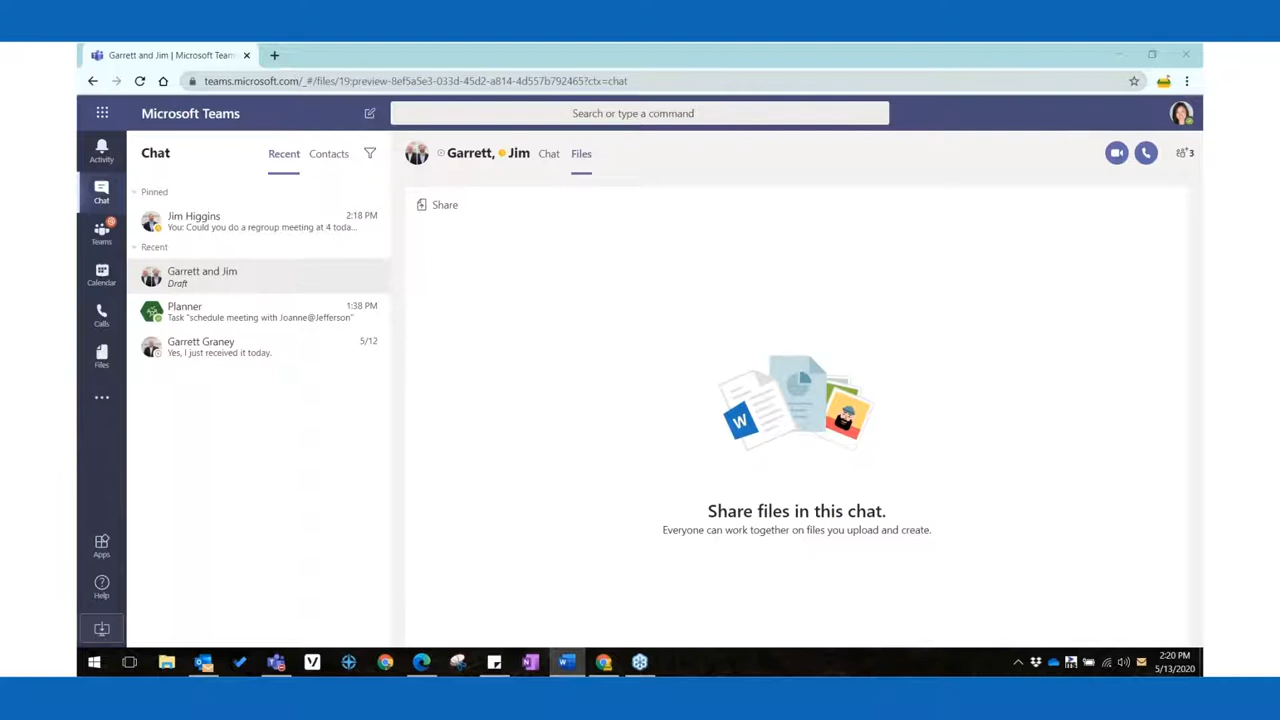 Garrett and Jim | Microsoft Team
teams.microsoft.com/_#/files/19:preview-8ef5a5e3-033d-45d2-a814-4d557b792465?ctx=chat
Microsoft Teams
Search or type a command
Activity
Chat
Teams
Calendar
Calls
Files
Apps
Help
Chat
Recent
Contacts
Pinned
Jim Higgins
2:18 PM
You: Could you do a regroup meeting at 4 toda...
Recent
Garrett and Jim
Draft
Planner
1:38 PM
Task "schedule meeting with Joanne@Jefferson"
Garrett Graney
5/12
Yes, I just received it today.
Garrett, Jim
Chat
Files
3
Share
W
Share files in this chat.
Everyone can work together on files you upload and create.
2:20 PM
5/13/2020